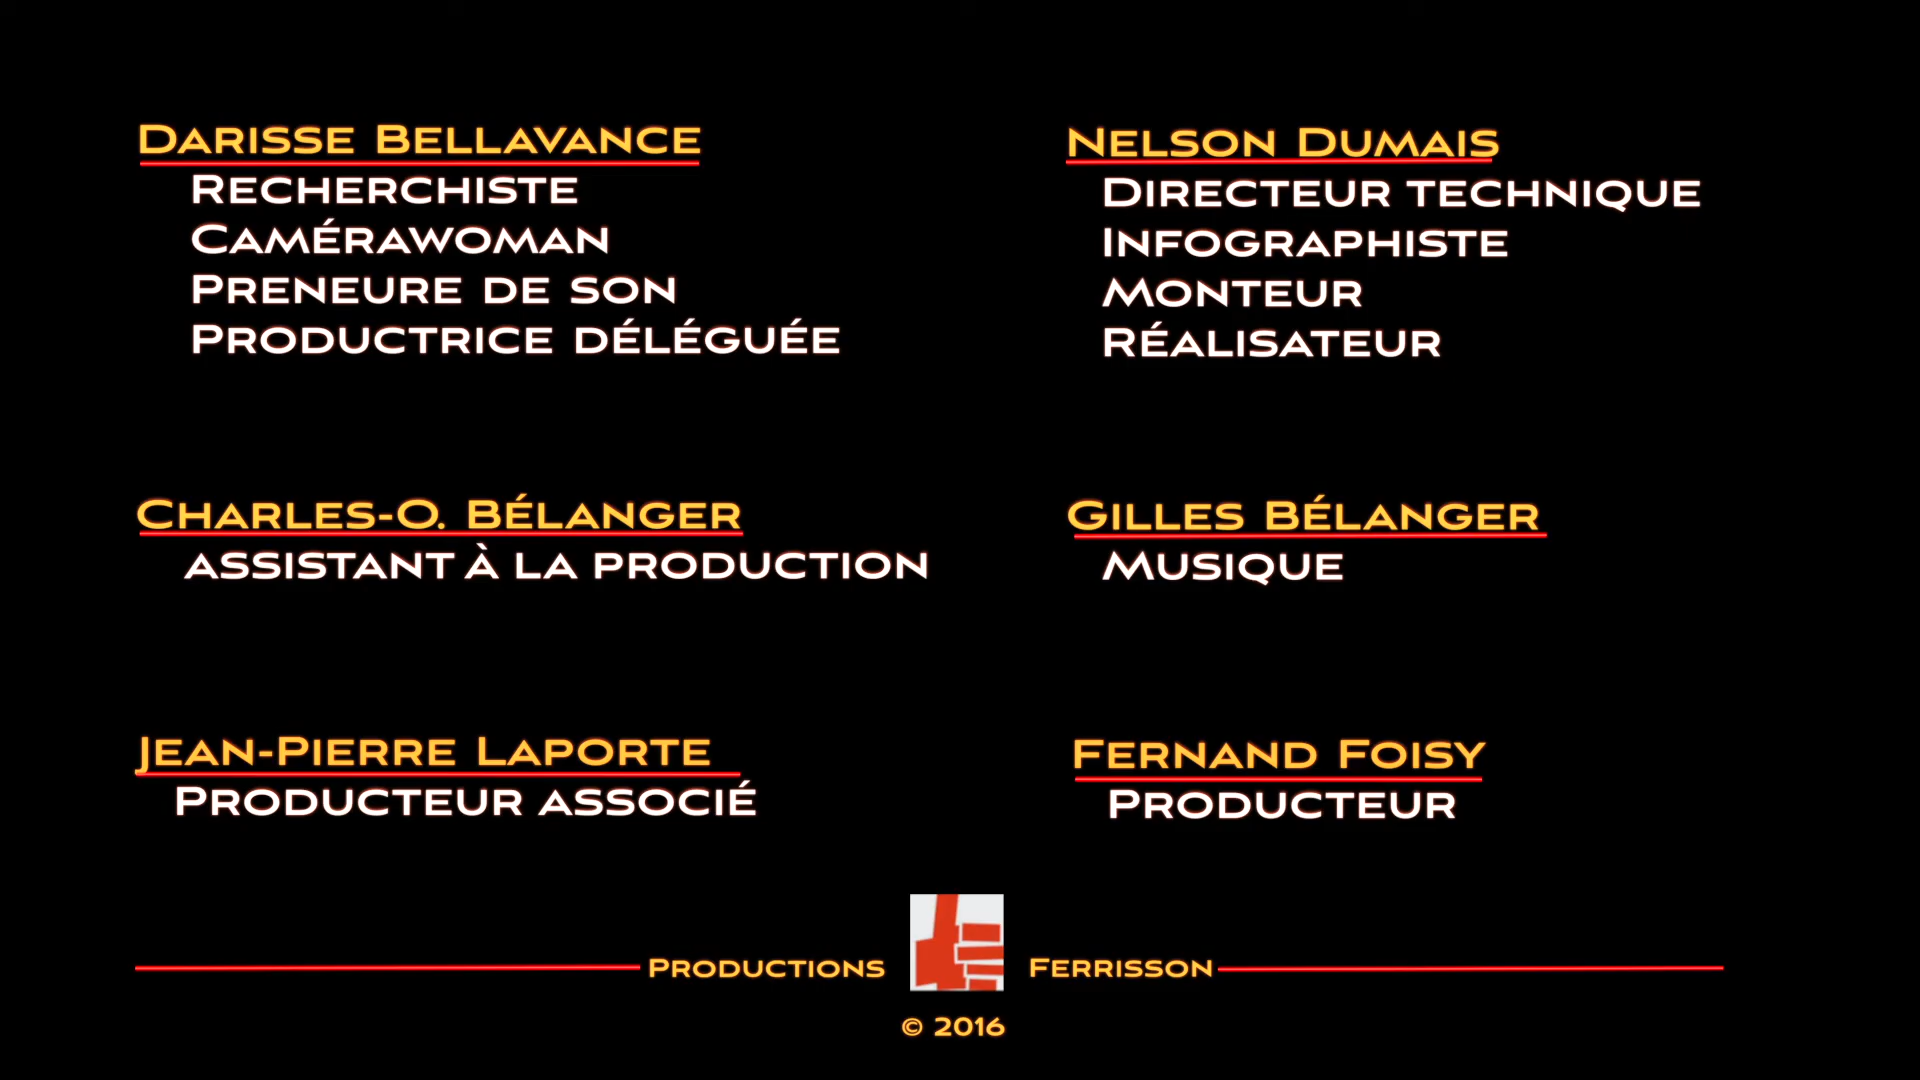 Darisse Bellavance
Recherchiste
Camérawoman
Preneure de son
Productrice déléguée
Nelson Dumais
Directeur technique
Infographiste
Monteur
Réalisateur
Charles-O. Bélanger
assistant à la production
Gilles Bélanger
Musique
Jean-Pierre Laporte
Producteur associé
Fernand Foisy
Producteur
Productions Ferrisson
© 2016